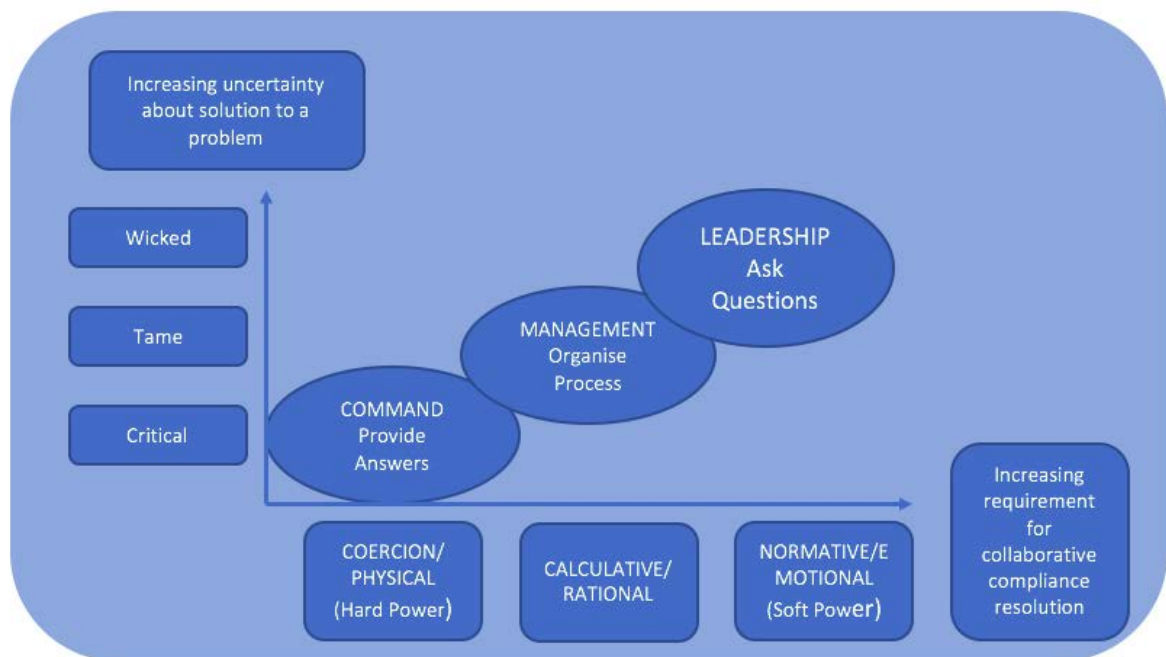 Increasing uncertainty
about solution to a
problem
Wicked
Tame
Critical
LEADERSHIP
Ask
Questions
MANAGEMENT
Organise
Process
COMMAND
Provide
Answers
COERCION/
PHYSICAL
(Hard Power)
CALCULATIVE/
RATIONAL
NORMATIVE/E
MOTIONAL
(Soft Power)
Increasing
requirement
for
collaborative
compliance
resolution